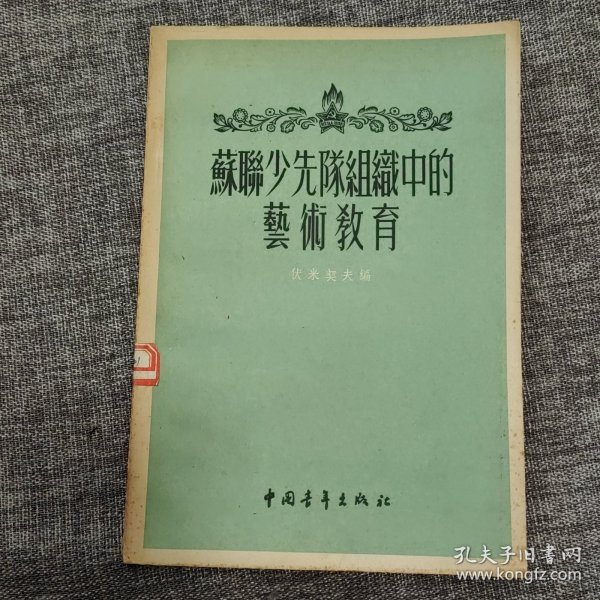 蘇聯少先隊組織中的
藝術教育
伏米契夫編
中国青年出版社
孔夫子旧书网
www.kongfz.com